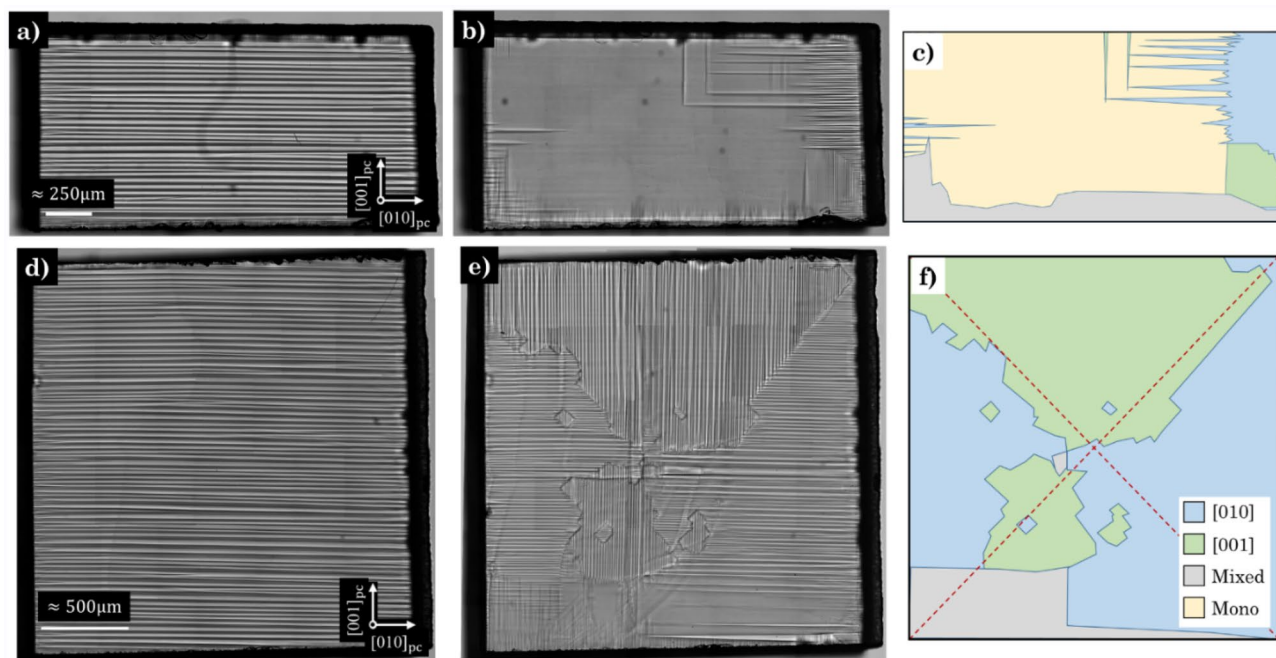 a)
≈ 250μm
[001]pc
[010]pc
b)
c)
d)
≈ 500μm
[001]pc
[010]pc
e)
f)
[010]
[001]
Mixed
Mono